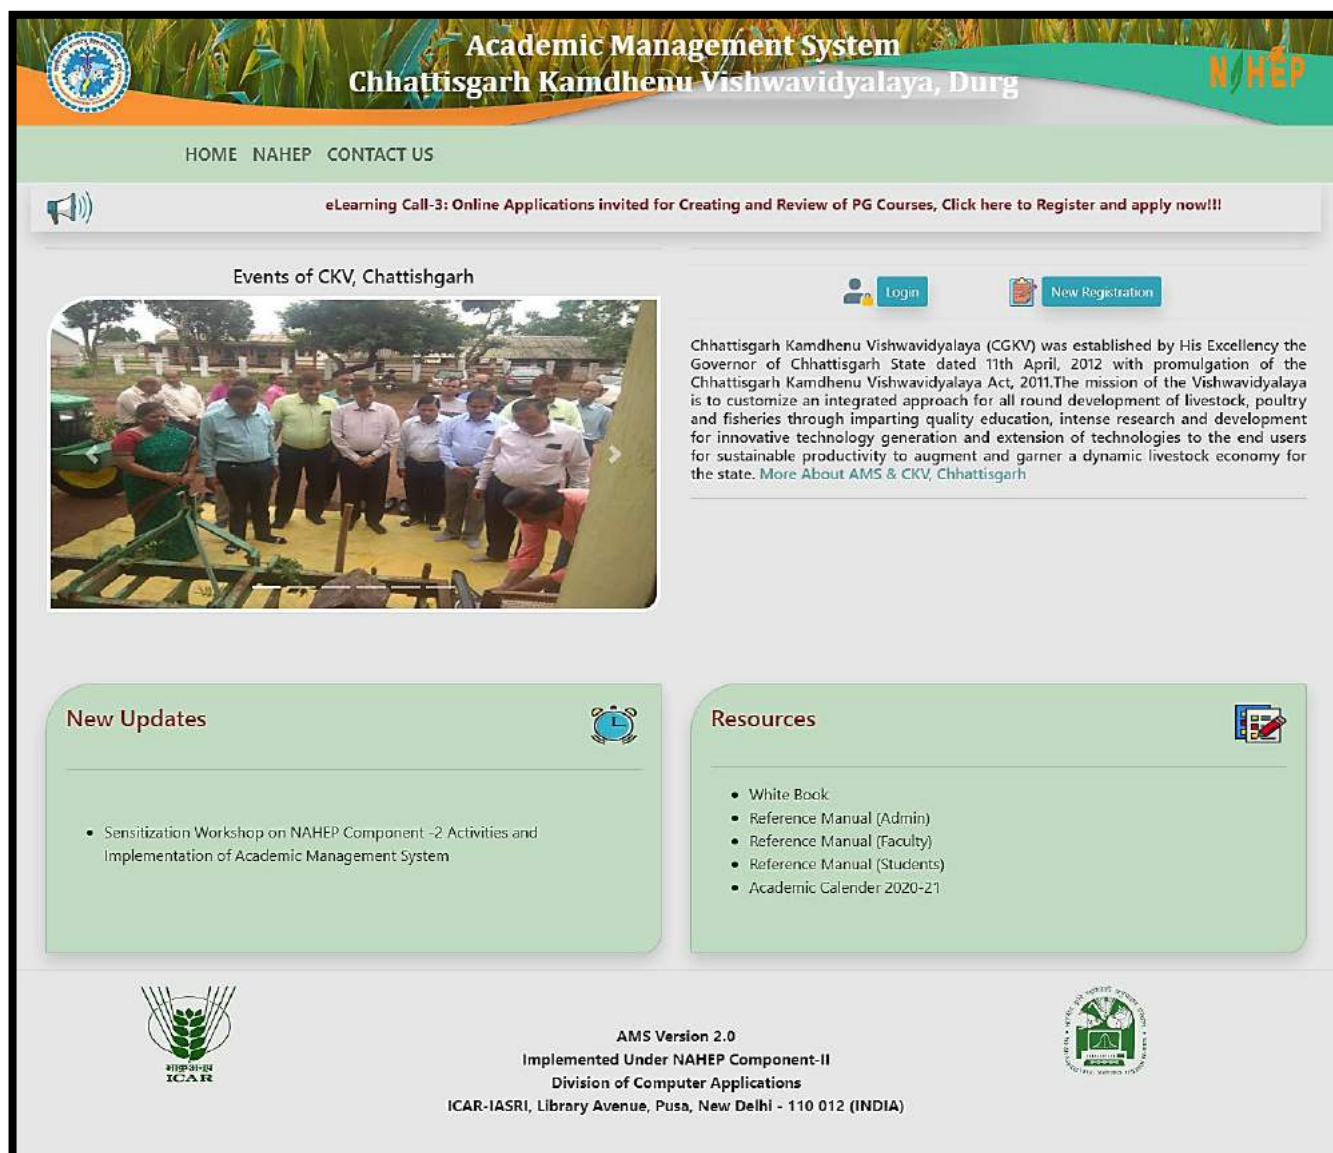 Academic Management System
Chhattisgarh Kamdhenu Vishwavidyalaya, Durg
NAHEP
HOME NAHEP CONTACT US
eLearning Call-3: Online Applications invited for Creating and Review of PG Courses, Click here to Register and apply now!!!
Events of CKV, Chattishgarh
Login
New Registration
Chhattisgarh Kamdhenu Vishwavidyalaya (CGKV) was established by His Excellency the
Governor of Chhattisgarh State dated 11th April, 2012 with promulgation of the
Chhattisgarh Kamdhenu Vishwavidyalaya Act, 2011.The mission of the Vishwavidyalaya
is to customize an integrated approach for all round development of livestock, poultry
and fisheries through imparting quality education, intense research and development
for innovative technology generation and extension of technologies to the end users
for sustainable productivity to augment and garner a dynamic livestock economy for
the state. More About AMS & CKV, Chhattisgarh
New Updates
Sensitization Workshop on NAHEP Component -2 Activities and
Implementation of Academic Management System
Resources
White Book
Reference Manual (Admin)
Reference Manual (Faculty)
Reference Manual (Students)
Academic Calender 2020-21
भाकृअनुप
ICAR
AMS Version 2.0
Implemented Under NAHEP Component-II
Division of Computer Applications
ICAR-IASRI, Library Avenue, Pusa, New Delhi - 110 012 (INDIA)